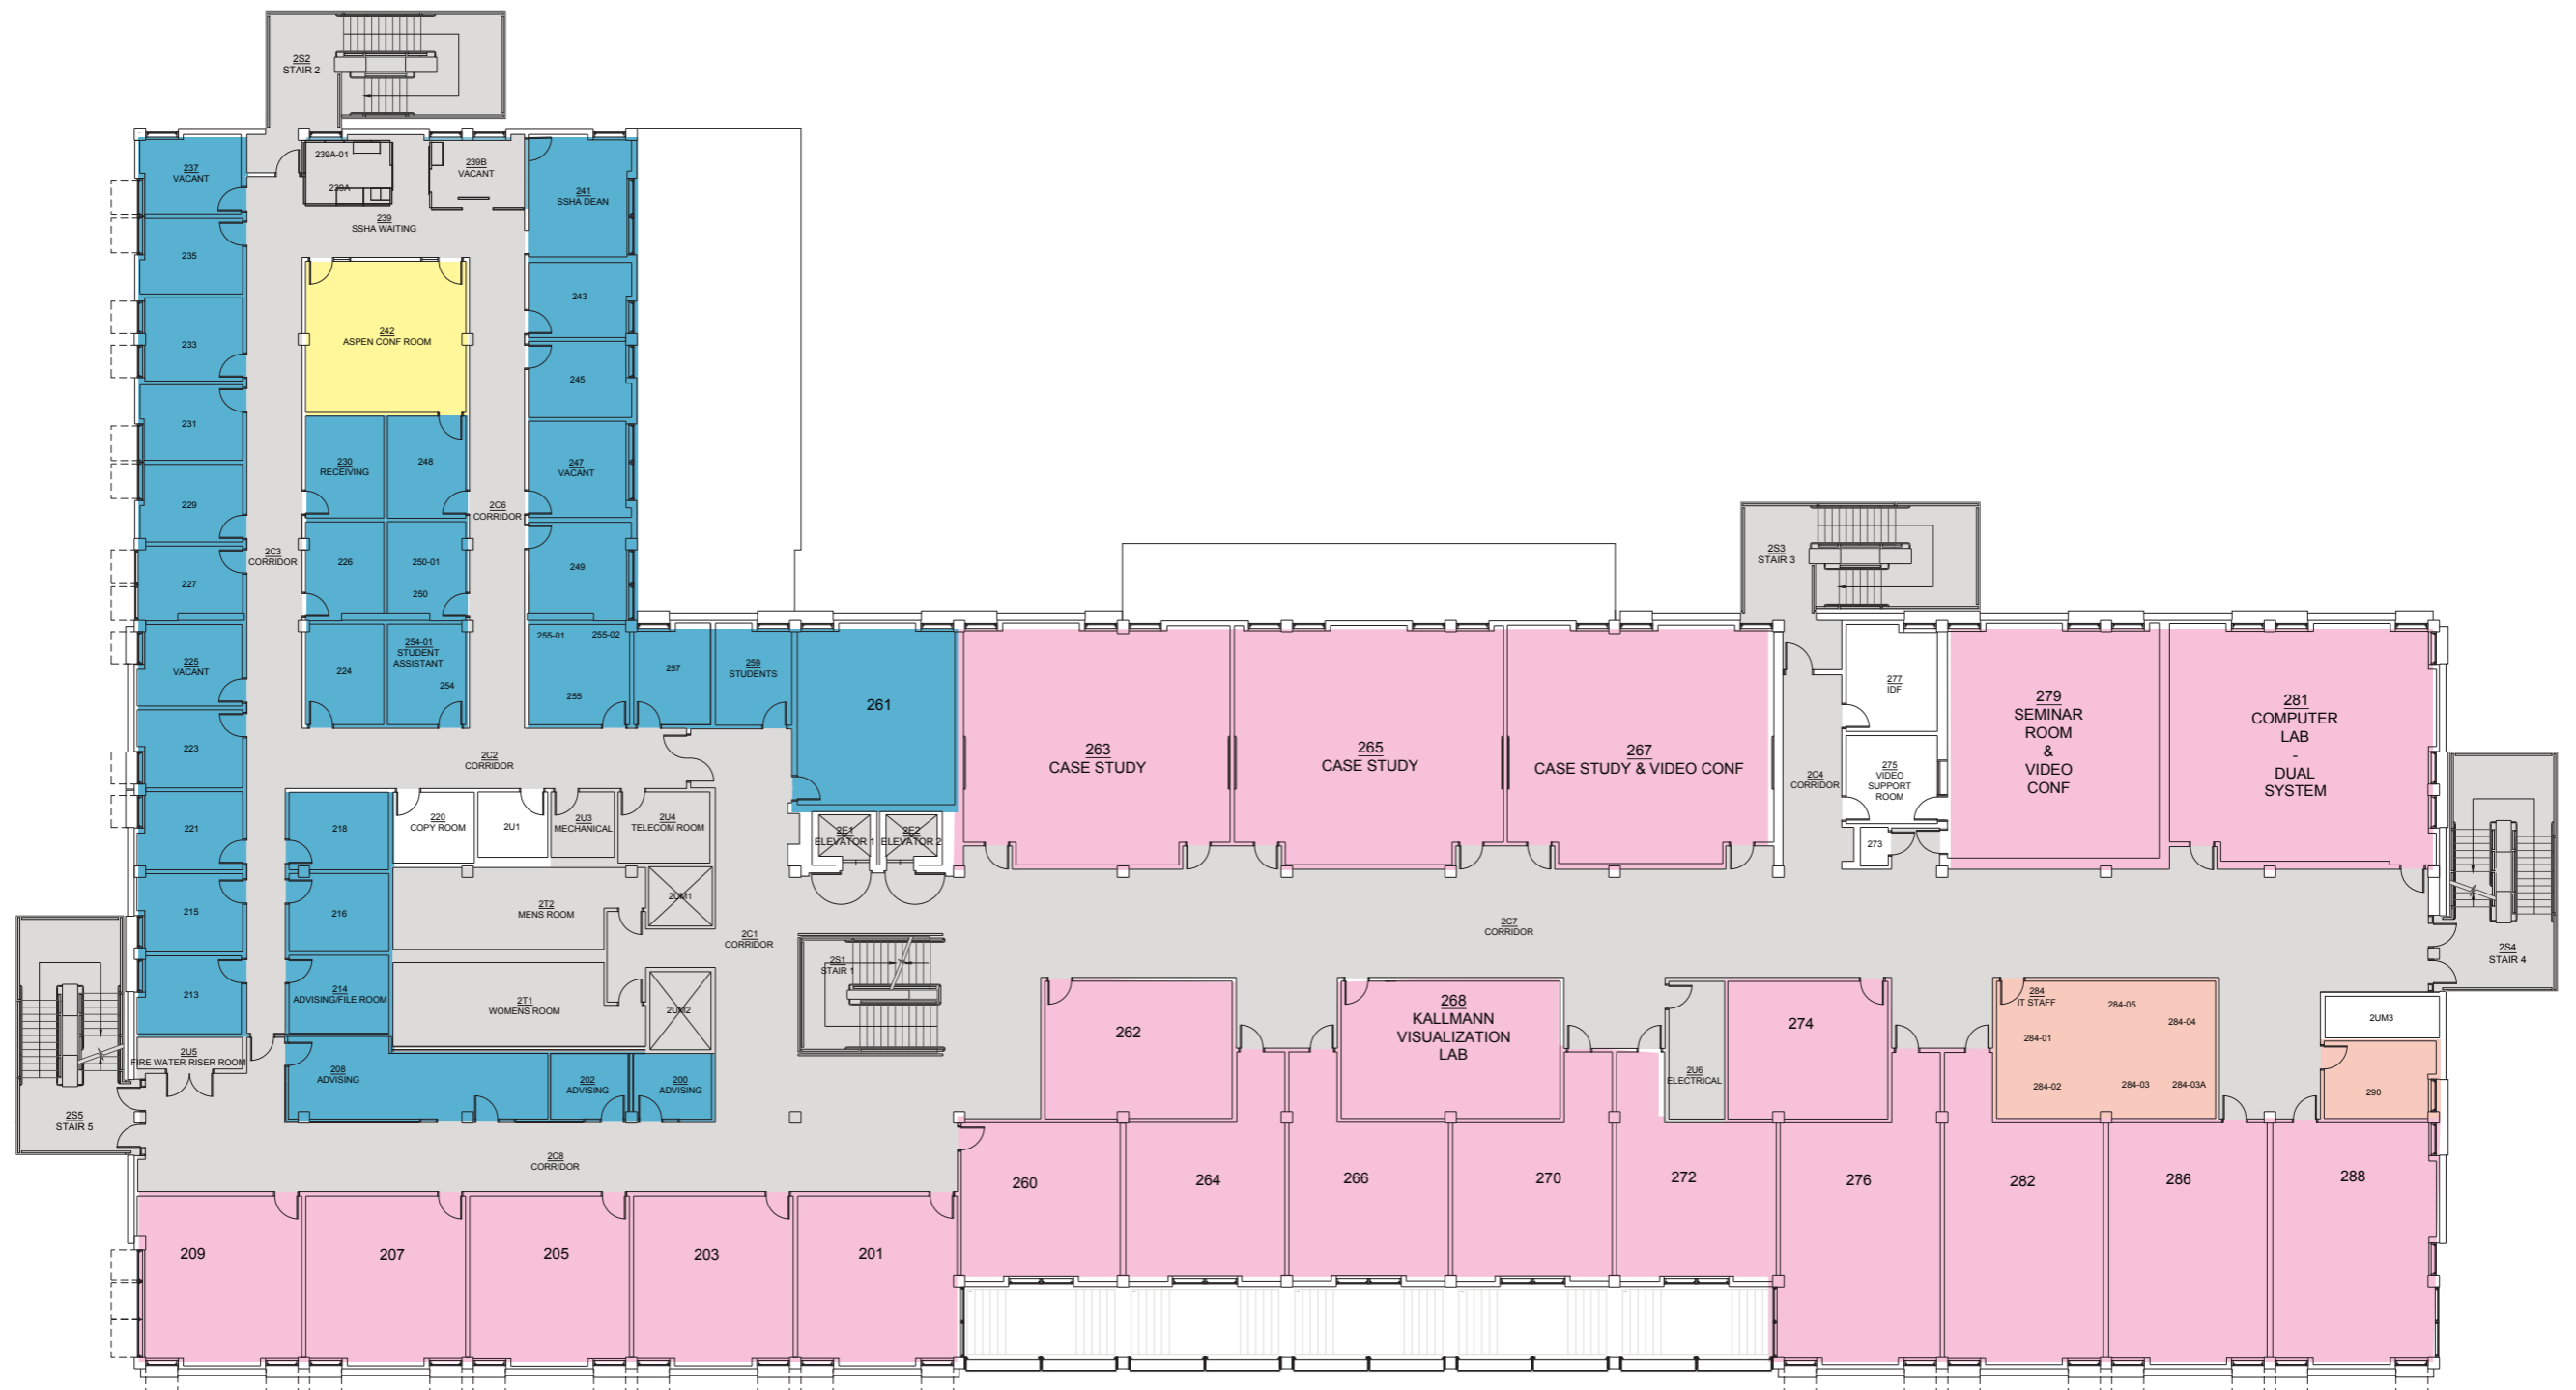 2S2
STAIR 2
237
VACANT
239A-01
239A
239B
VACANT
239
SSHA WAITING
241
SSHA DEAN
235
243
233
242
ASPEN CONF ROOM
245
231
230
RECEIVING
248
247
VACANT
229
2C6
CORRIDOR
2C3
CORRIDOR
226
250-01
250
249
227
2S3
STAIR 3
225
VACANT
224
254-01
STUDENT
ASSISTANT
254
255-01
255-02
255
257
259
STUDENTS
261
263
CASE STUDY
265
CASE STUDY
267
CASE STUDY & VIDEO CONF
277
IDF
279
SEMINAR
ROOM
&
VIDEO
CONF
281
COMPUTER
LAB
-
DUAL
SYSTEM
223
2C2
CORRIDOR
2C4
CORRIDOR
275
VIDEO
SUPPORT
ROOM
273
221
218
220
COPY ROOM
2U1
2U3
MECHANICAL
2U4
TELECOM ROOM
2E1
ELEVATOR 1
2E2
ELEVATOR 2
215
216
2T2
MENS ROOM
2UM1
2C1
CORRIDOR
2C7
CORRIDOR
2S1
STAIR 1
2S4
STAIR 4
213
214
ADVISING/FILE ROOM
2T1
WOMENS ROOM
2UM2
262
268
KALLMANN
VISUALIZATION
LAB
274
284
IT STAFF
284-05
284-04
284-01
284-02
284-03
284-03A
2UM3
290
2U5
FIRE WATER RISER ROOM
208
ADVISING
202
ADVISING
200
ADVISING
2U6
ELECTRICAL
2S5
STAIR 5
2C8
CORRIDOR
260
264
266
270
272
276
282
286
288
209
207
205
203
201